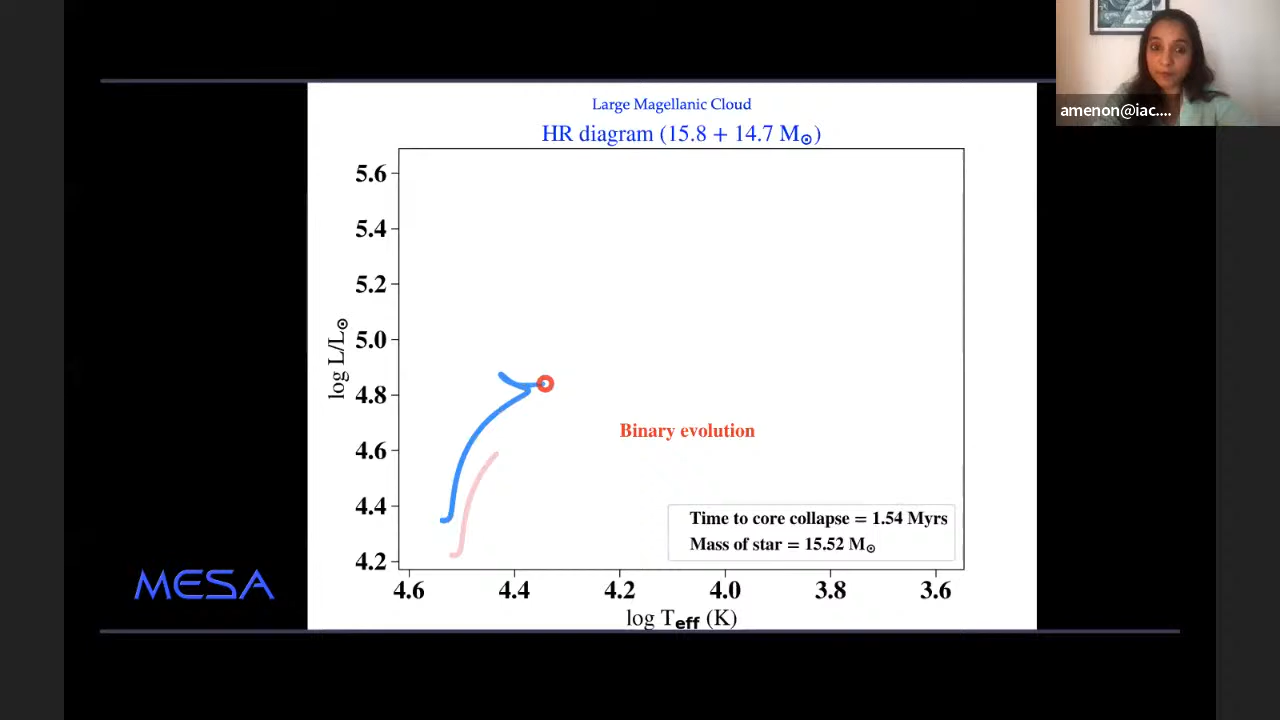 amenon@iac....
Large Magellanic Cloud
HR diagram (15.8 + 14.7 M⊙)
5.6
5.4
5.2
5.0
4.8
4.6
4.4
4.2
log L/L⊙
Binary evolution
Time to core collapse = 1.54 Myrs
Mass of star = 15.52 M⊙
4.6 4.4 4.2 4.0 3.8 3.6
log Teff (K)
MESA